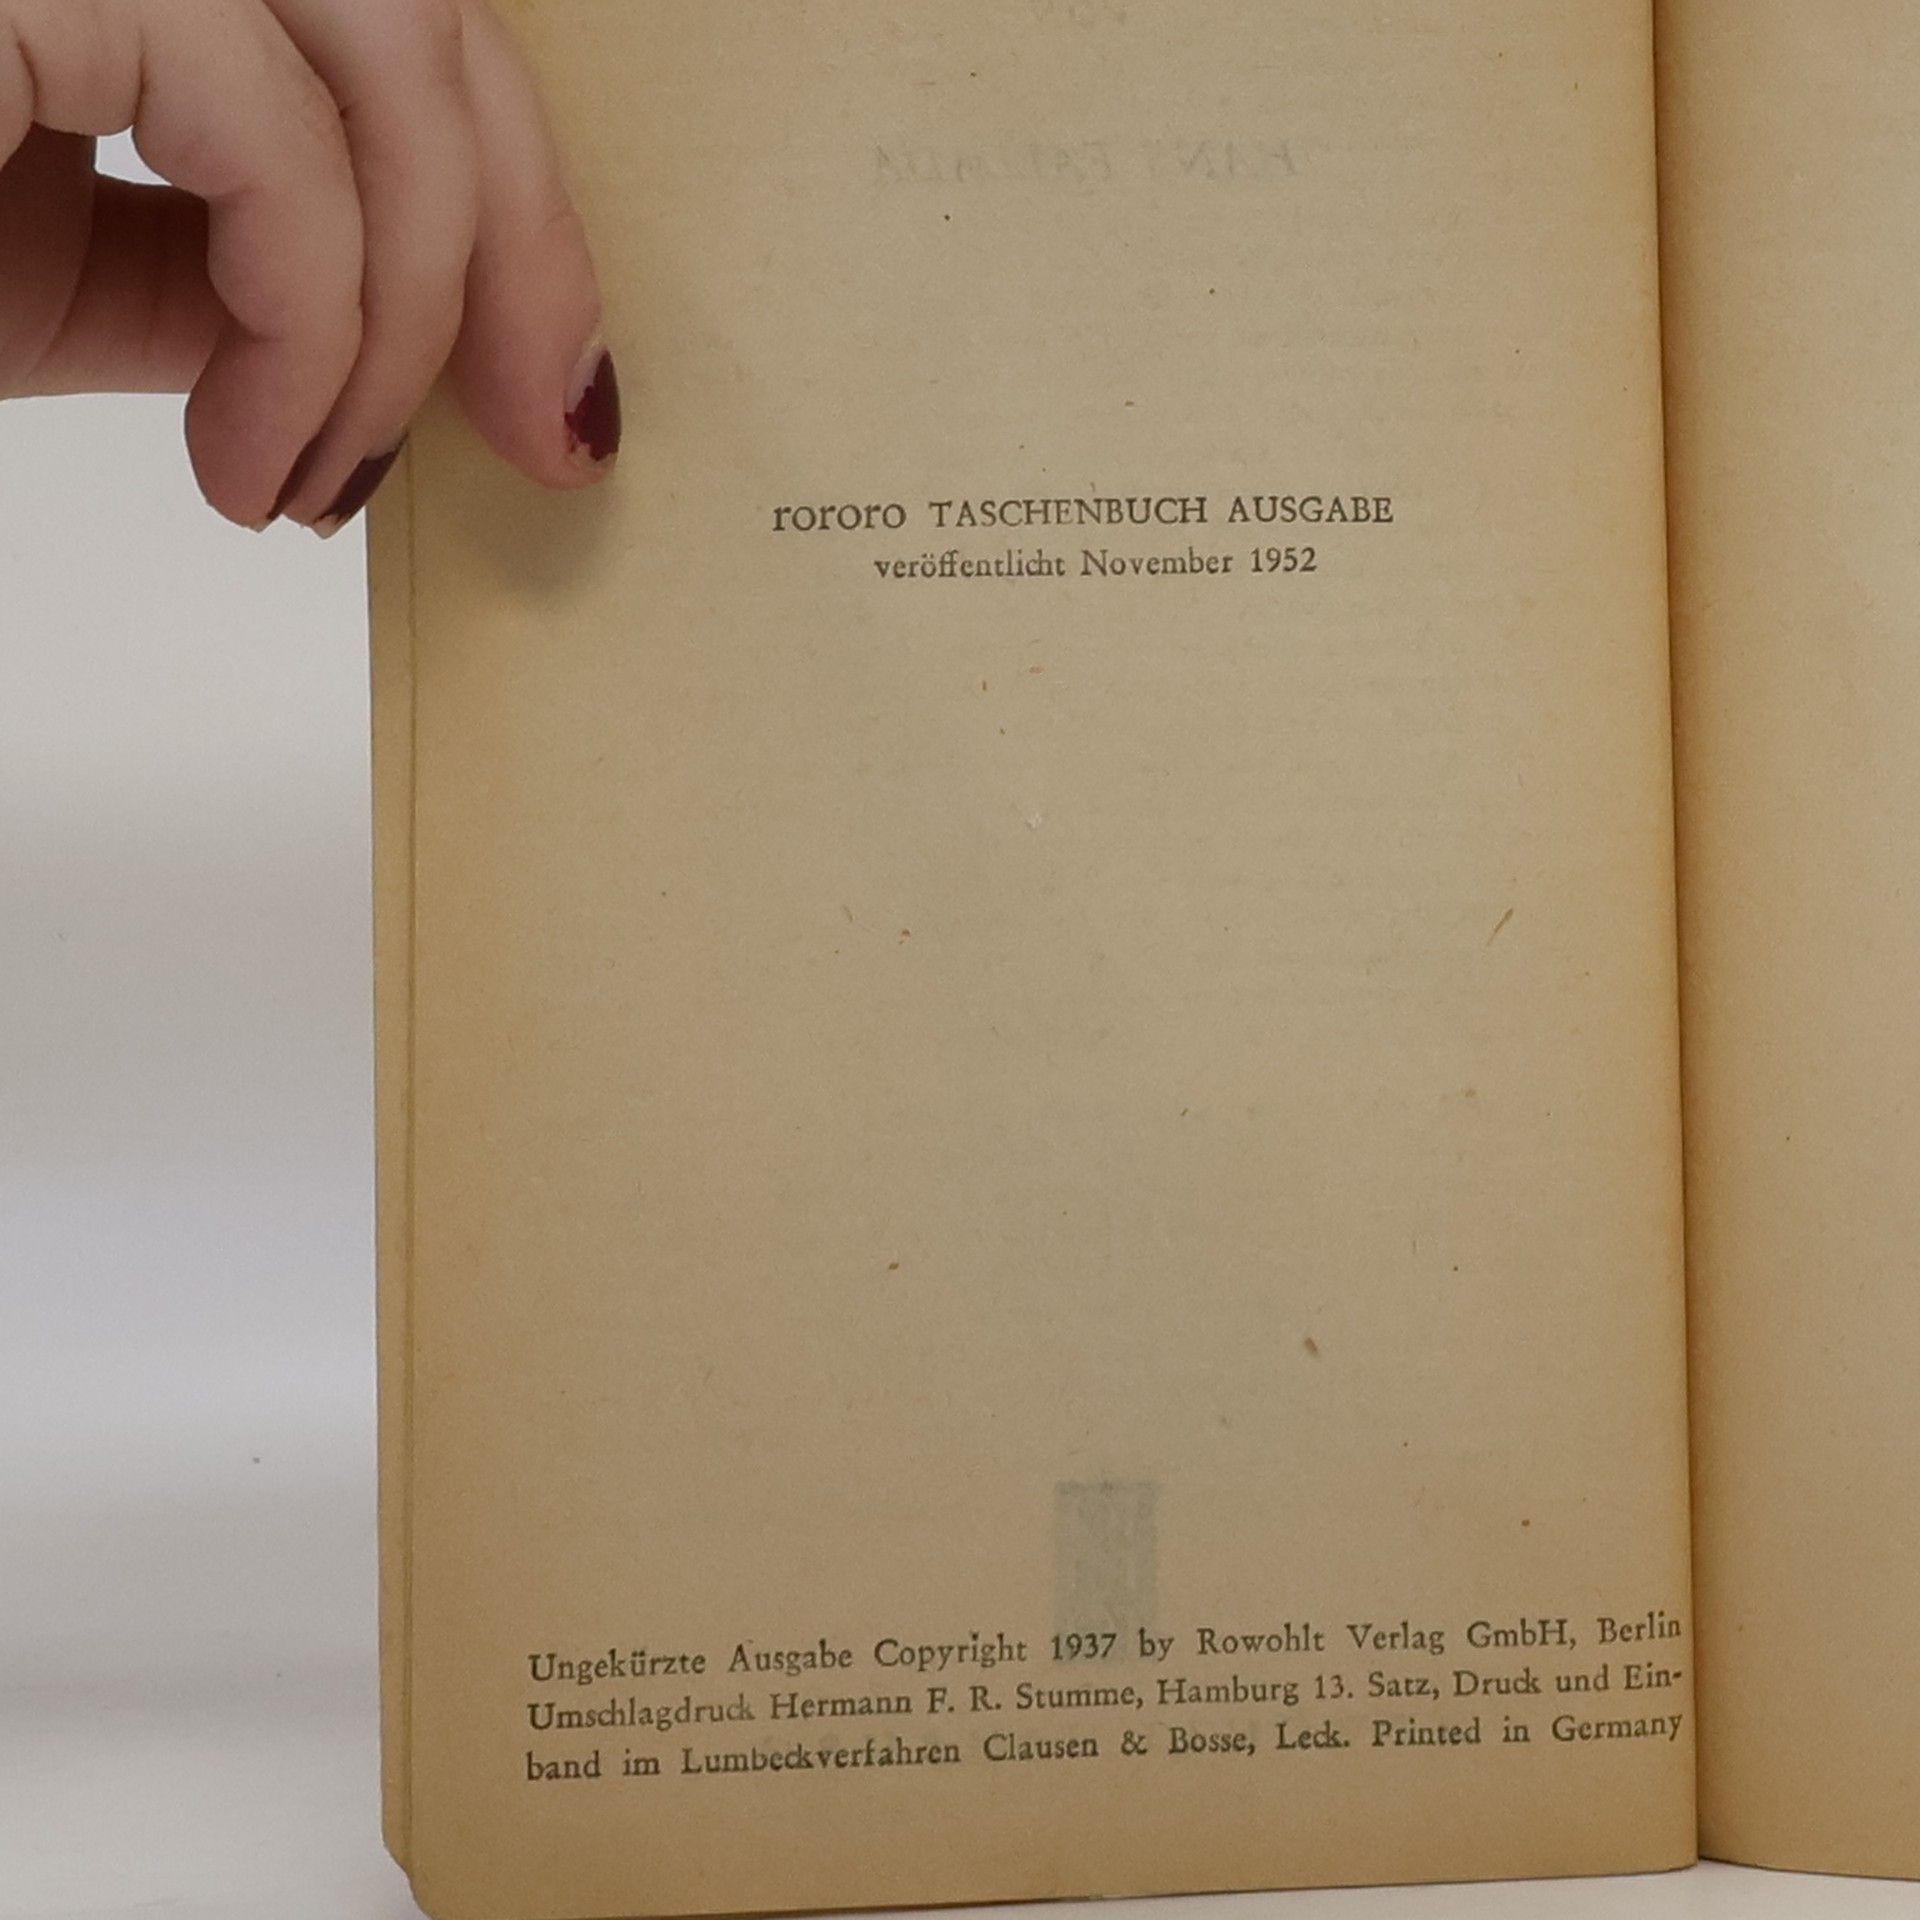 rororo TASCHENBUCH AUSGABE
veröffentlicht November 1952
Ungekürzte Ausgabe Copyright 1937 by Rowohlt Verlag GmbH, Berlin
Umschlagdruck Hermann F. R. Stumme, Hamburg 13. Satz, Druck und Ein-
band im Lumbeckverfahren Clausen & Bosse, Leck. Printed in Germany